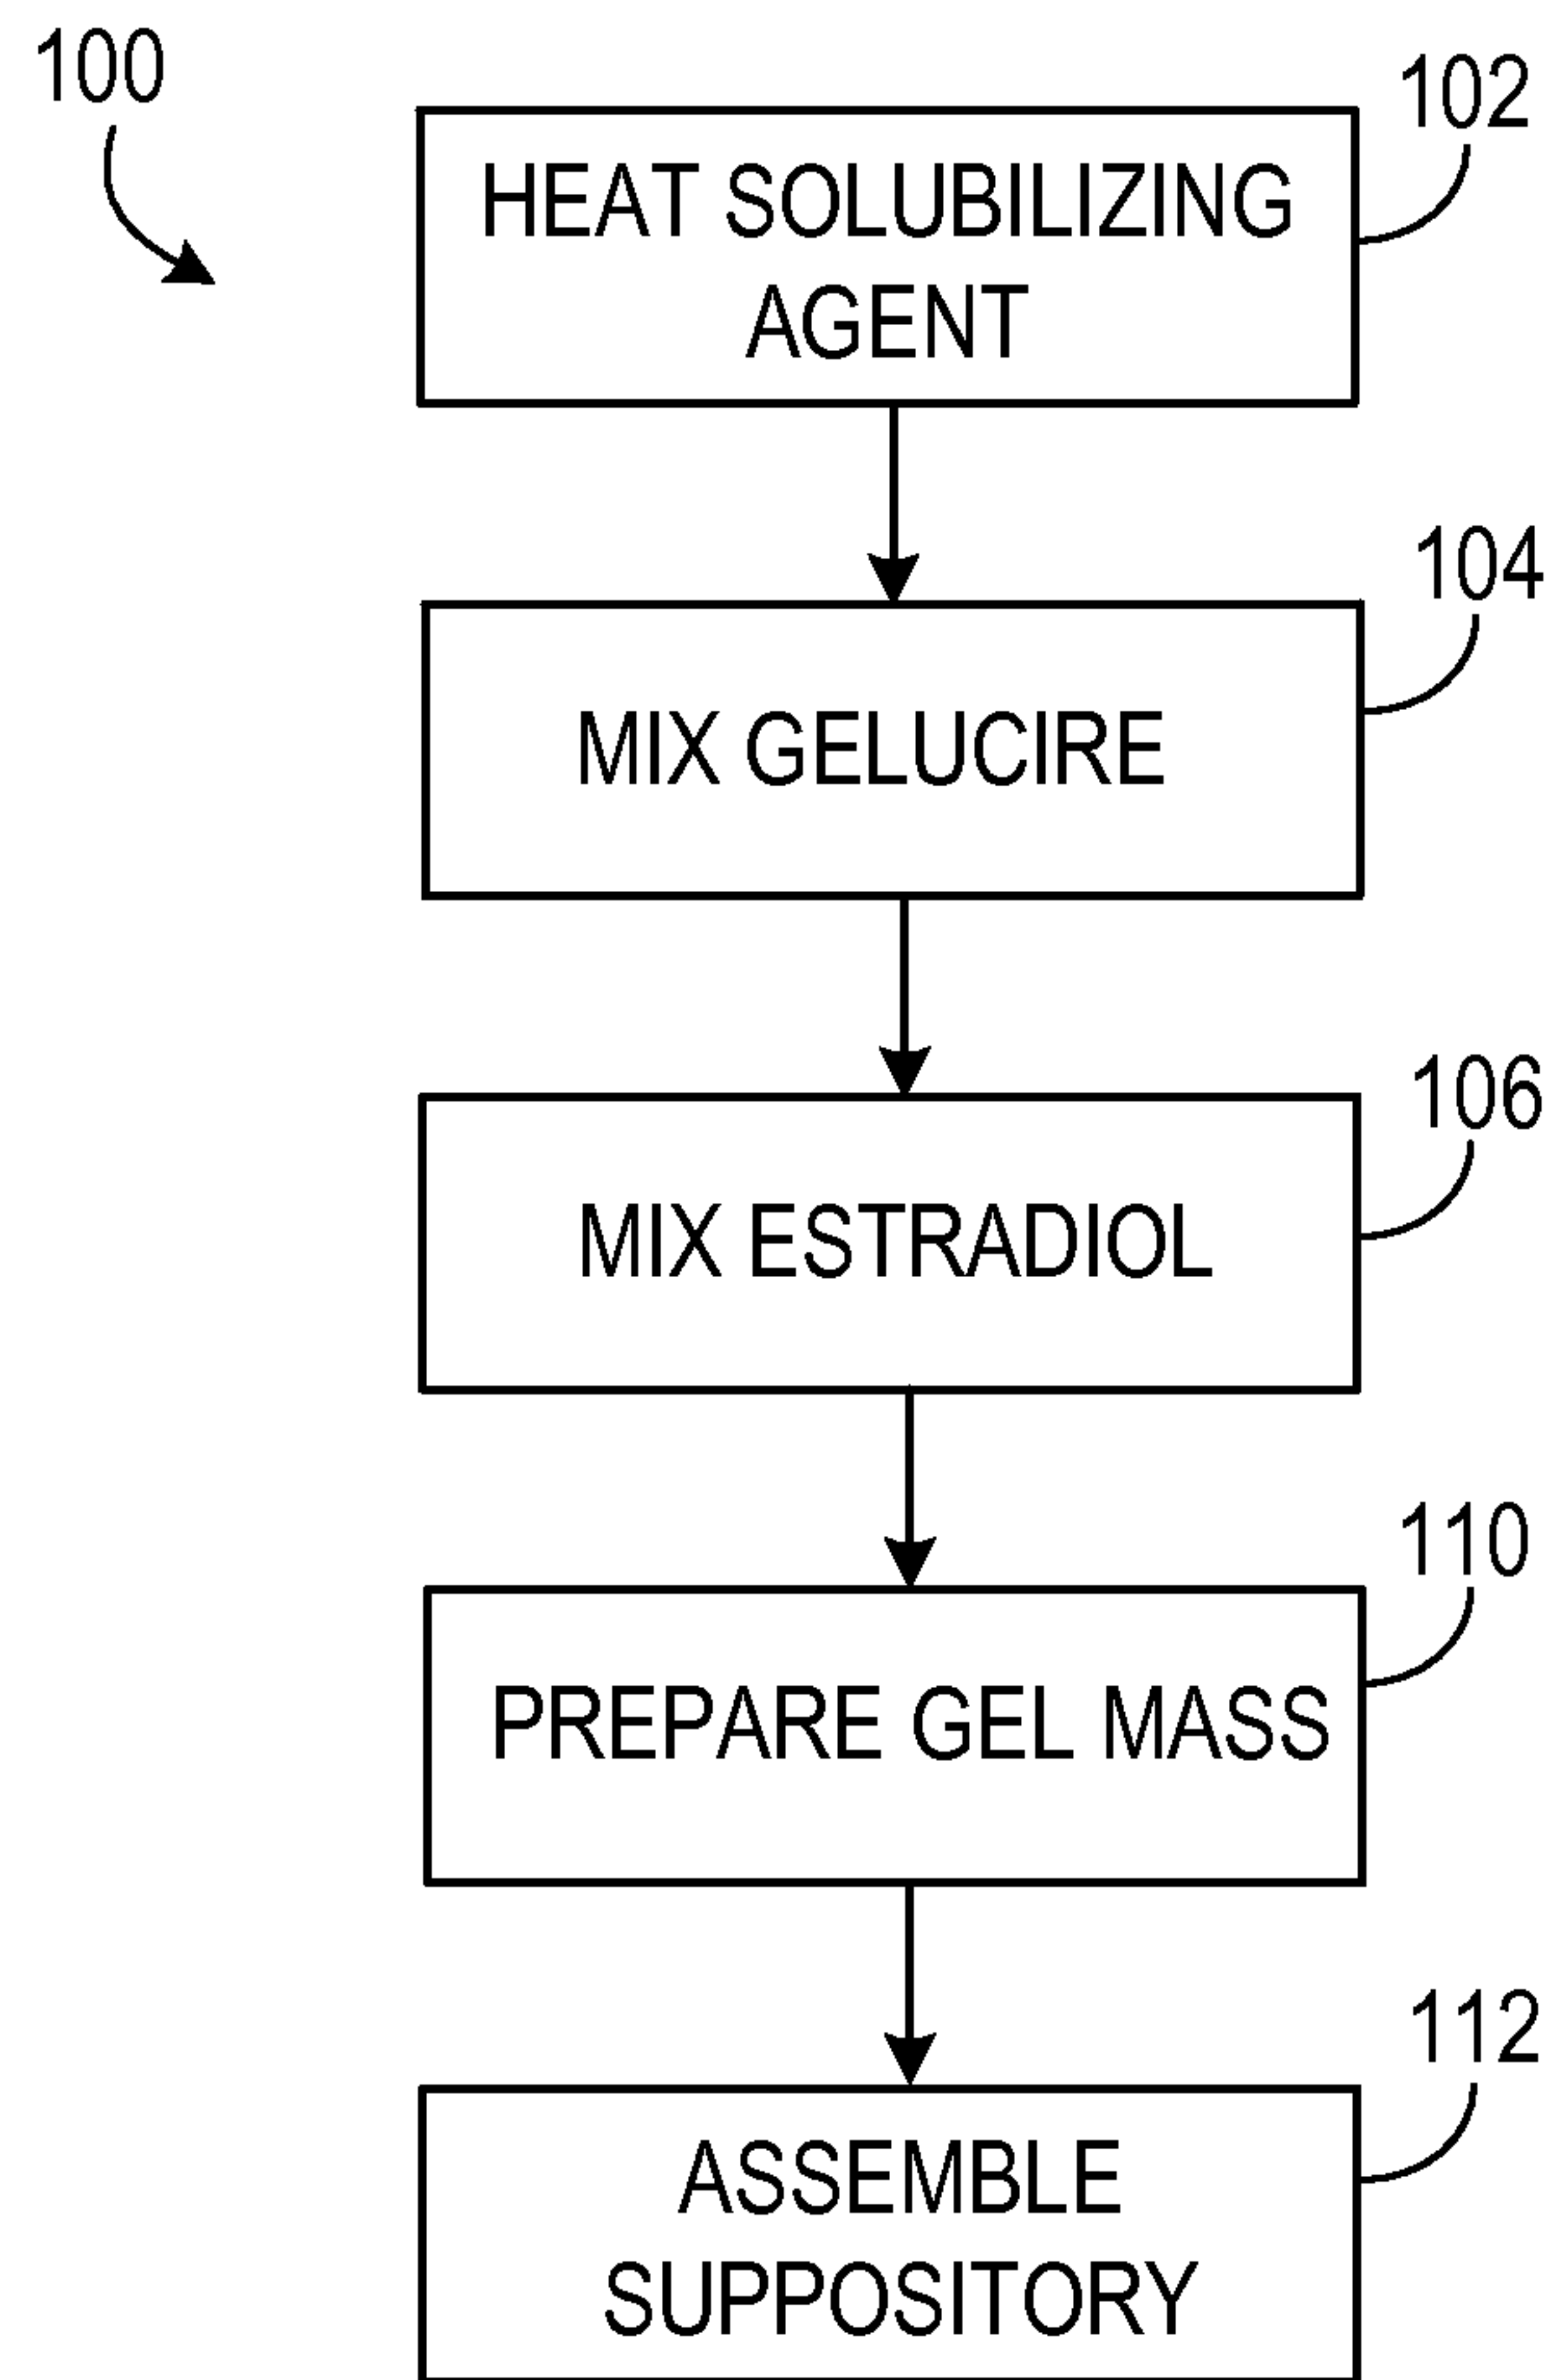 100
102
HEAT SOLUBILIZING
AGENT
104
MIX GELUCIRE
106
MIX ESTRADIOL
110
PREPARE GEL MASS
112
ASSEMBLE
SUPPOSITORY